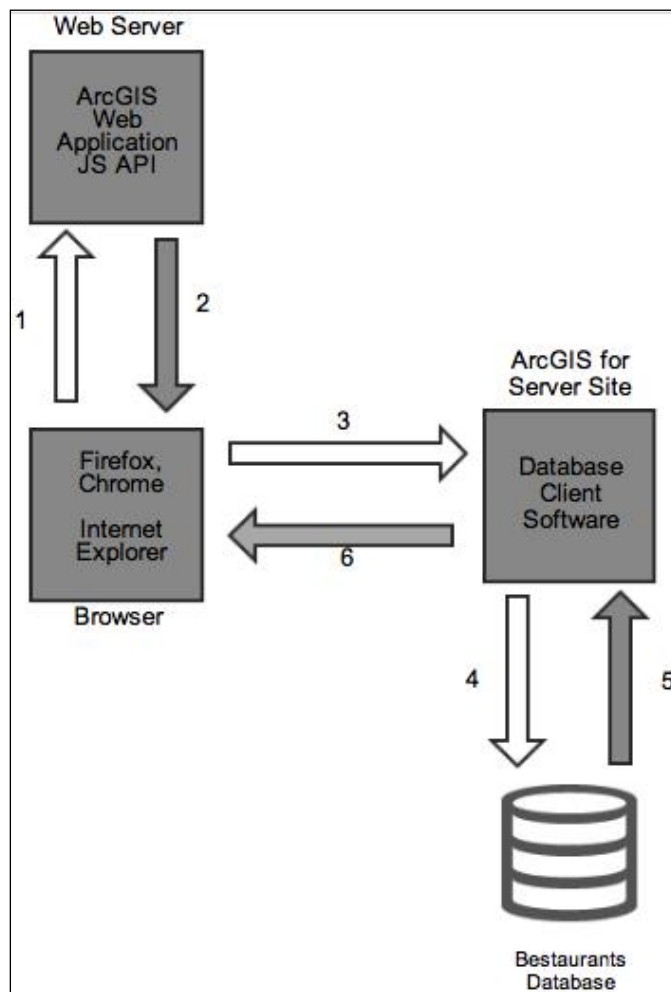 Web Server
ArcGIS
Web
Application
JS API
1
2
Firefox,
Chrome
Internet
Explorer
Browser
3
6
ArcGIS for
Server Site
Database
Client
Software
4
5
Bestaurants
Database